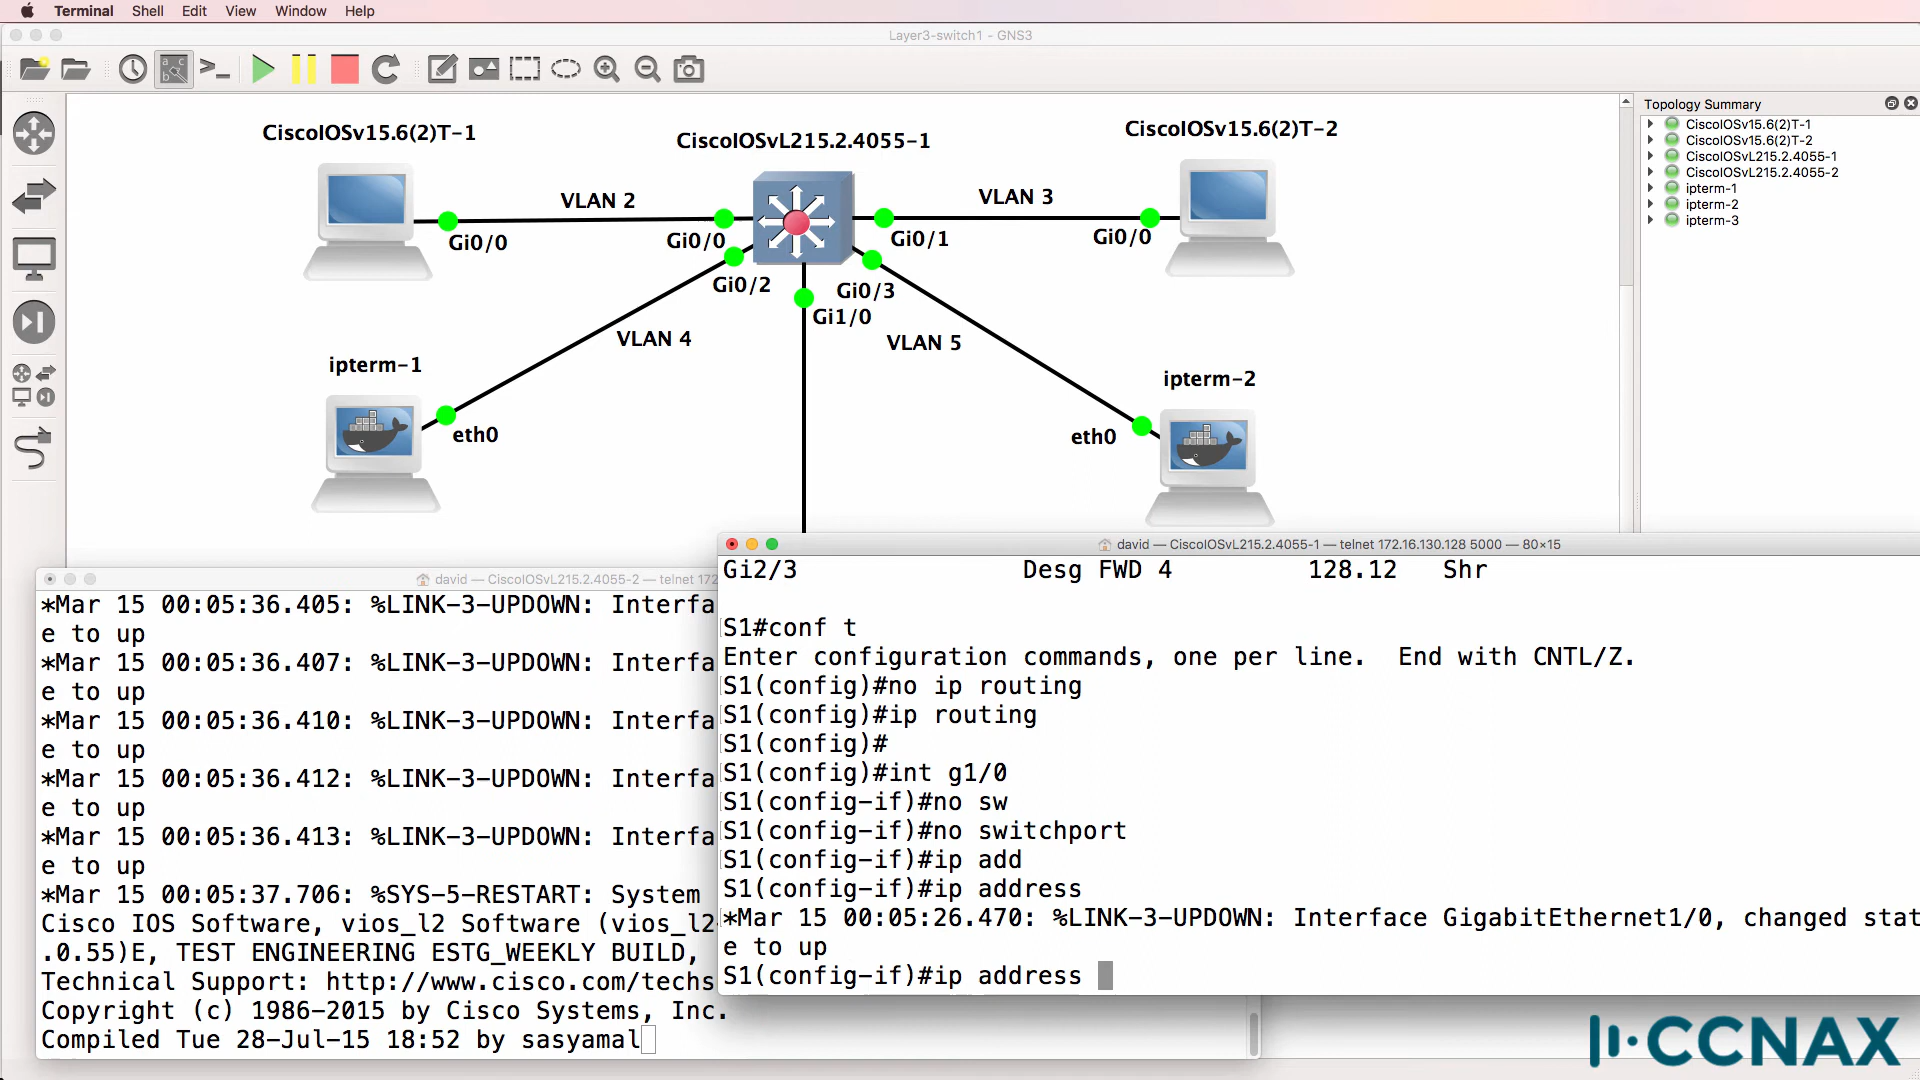 Terminal Shell Edit View Window Help
Layer3-switch1 - GNS3
Topology Summary
CiscoIOSv15.6(2)T-1
CiscoIOSv15.6(2)T-2
CiscoIOSvL215.2.4055-1
CiscoIOSvL215.2.4055-2
ipterm-1
ipterm-2
ipterm-3
CiscoIOSv15.6(2)T-1
CiscoIOSvL215.2.4055-1
CiscoIOSv15.6(2)T-2
VLAN 2
VLAN 3
Gi0/0
Gi0/0
Gi0/1
Gi0/0
Gi0/2
Gi0/3
Gi1/0
VLAN 4
VLAN 5
ipterm-1
ipterm-2
eth0
eth0
david — CiscoIOSvL215.2.4055-2 — telnet 172
*Mar 15 00:05:36.405: %LINK-3-UPDOWN: Interfa
e to up
*Mar 15 00:05:36.407: %LINK-3-UPDOWN: Interfa
e to up
*Mar 15 00:05:36.410: %LINK-3-UPDOWN: Interfa
e to up
*Mar 15 00:05:36.412: %LINK-3-UPDOWN: Interfa
e to up
*Mar 15 00:05:36.413: %LINK-3-UPDOWN: Interfa
e to up
*Mar 15 00:05:37.706: %SYS-5-RESTART: System
Cisco IOS Software, vios_l2 Software (vios_l2
.0.55)E, TEST ENGINEERING ESTG_WEEKLY BUILD,
Technical Support: http://www.cisco.com/techs
Copyright (c) 1986-2015 by Cisco Systems, Inc.
Compiled Tue 28-Jul-15 18:52 by sasyamal
david — CiscoIOSvL215.2.4055-1 — telnet 172.16.130.128 5000 — 80×15
Gi2/3 Desg FWD 4 128.12 Shr
S1#conf t
Enter configuration commands, one per line. End with CNTL/Z.
S1(config)#no ip routing
S1(config)#ip routing
S1(config)#
S1(config)#int g1/0
S1(config-if)#no sw
S1(config-if)#no switchport
S1(config-if)#ip add
S1(config-if)#ip address
*Mar 15 00:05:26.470: %LINK-3-UPDOWN: Interface GigabitEthernet1/0, changed stat
e to up
S1(config-if)#ip address
CCNAX